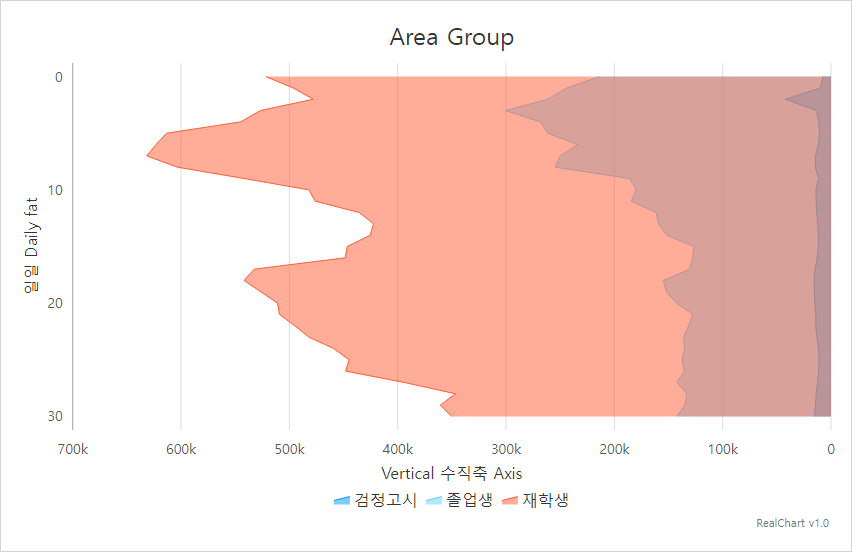 Area Group
0
10
20
30
일일 Daily fat
700k
600k
500k
400k
300k
200k
100k
0
Vertical 수직축 Axis
검정고시
졸업생
재학생
RealChart v1.0